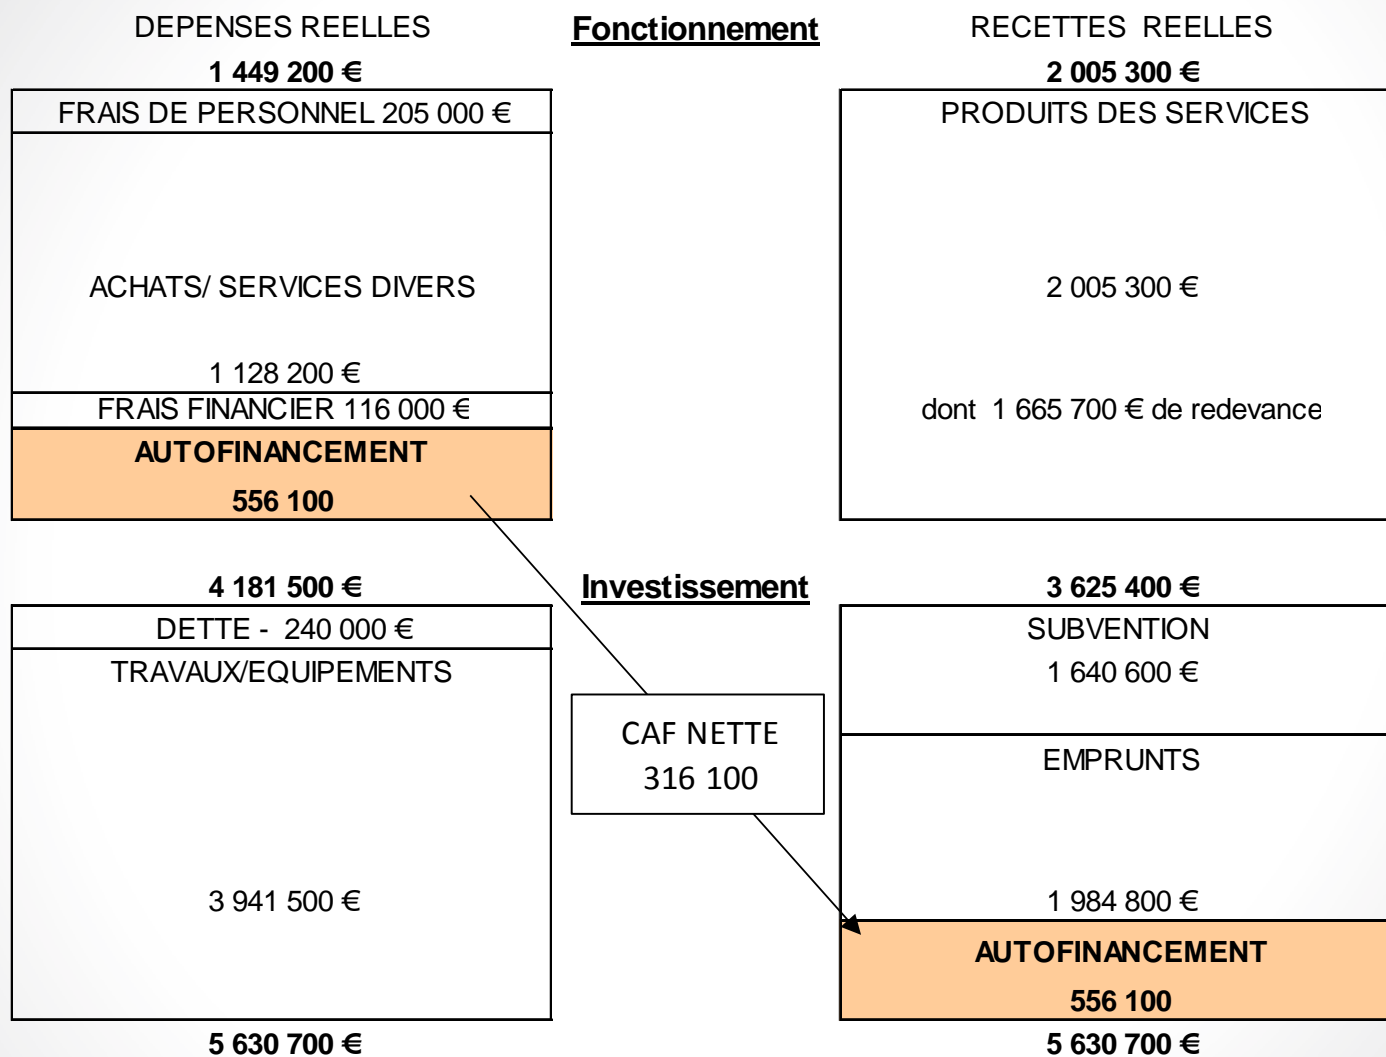 DEPENSES REELLES
Fonctionnement
RECETTES REELLES
1 449 200 €
2 005 300 €
FRAIS DE PERSONNEL 205 000 €
PRODUITS DES SERVICES
ACHATS/ SERVICES DIVERS
2 005 300 €
1 128 200 €
FRAIS FINANCIER 116 000 €
dont 1 665 700 € de redevance
AUTOFINANCEMENT
556 100
4 181 500 €
Investissement
3 625 400 €
DETTE - 240 000 €
SUBVENTION
TRAVAUX/EQUIPEMENTS
1 640 600 €
CAF NETTE
316 100
EMPRUNTS
3 941 500 €
1 984 800 €
AUTOFINANCEMENT
556 100
5 630 700 €
5 630 700 €